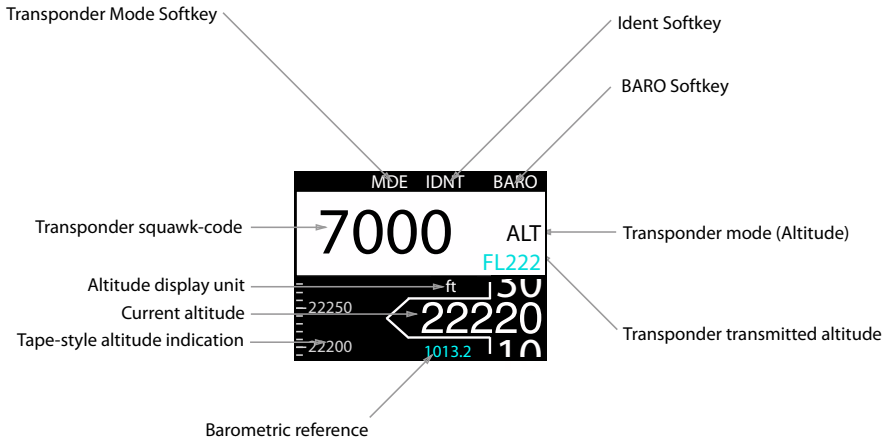 Transponder Mode Softkey
Ident Softkey
BARO Softkey
MDE IDNT BARO
Transponder squawk-code
7000
ALT
Transponder mode (Altitude)
FL222
Altitude display unit
ft
30
Current altitude
22250
22220
Tape-style altitude indication
22200
1013.2
10
Transponder transmitted altitude
Barometric reference